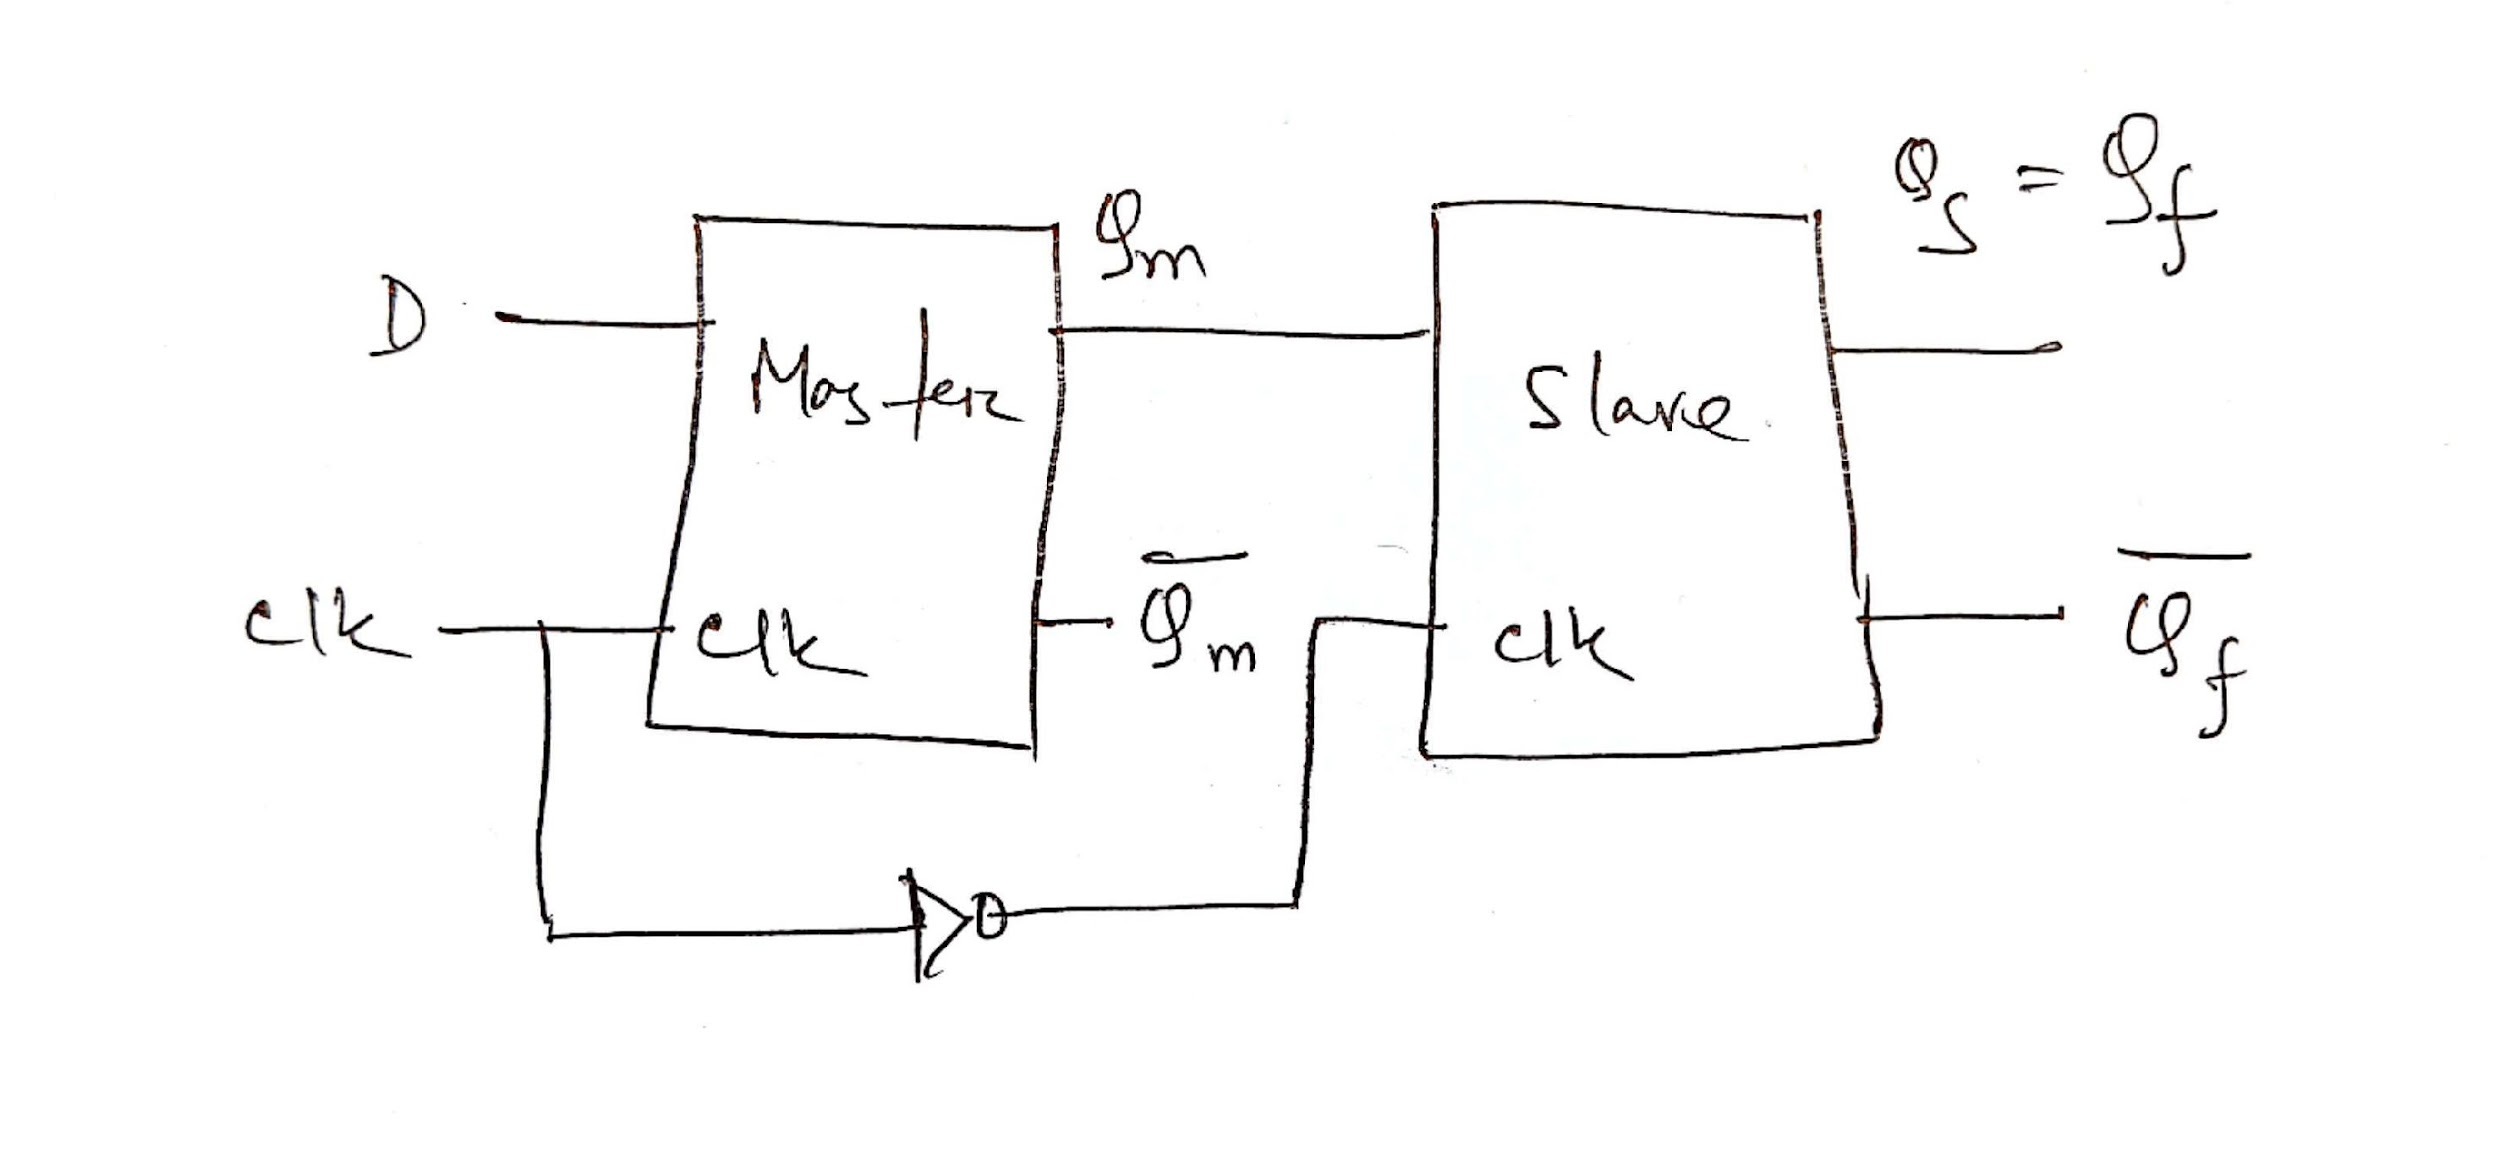 Qs = Qf
Qm
D
Master
Slave
Clk
Clk
Q̅m
Clk
Q̅f